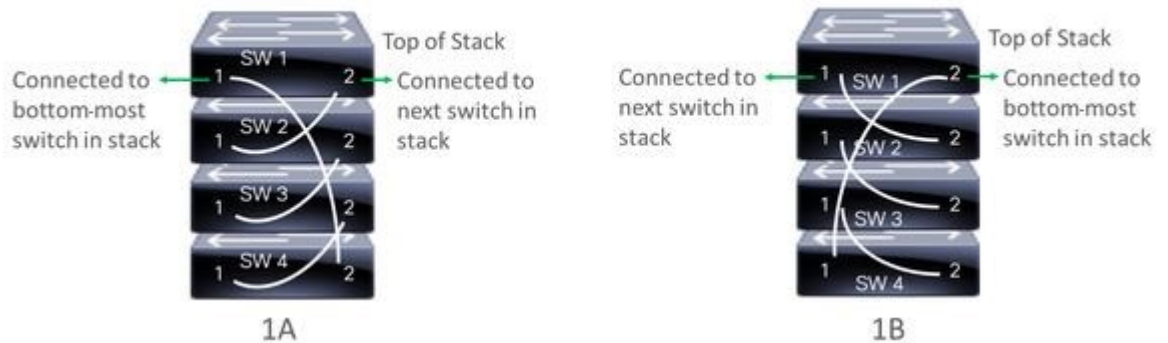 Top of Stack
SW 1
1 2
Connected to
bottom-most
switch in stack
Connected to
next switch in
stack
SW 2
1 2
SW 3
1 2
SW 4
1 2
1A
Top of Stack
1 2
SW 1
Connected to
next switch in
stack
Connected to
bottom-most
switch in stack
1 2
SW 2
1 2
SW 3
1 2
SW 4
1B